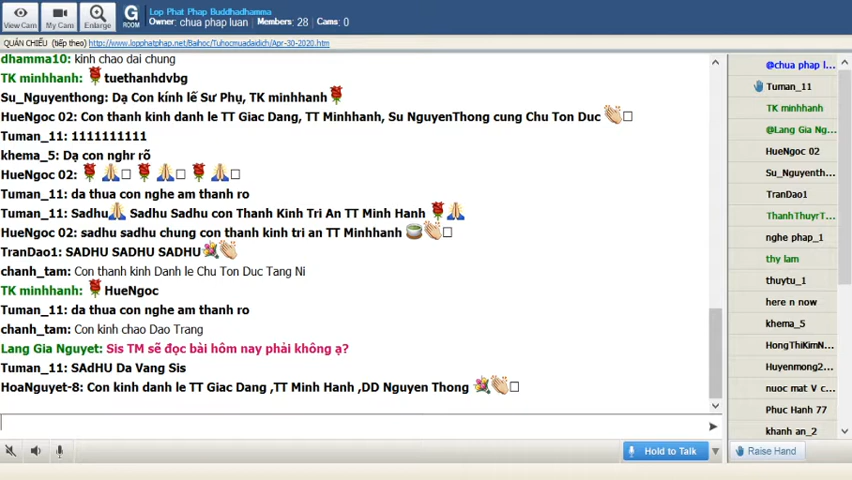 View Cam
My Cam
Enlarge
G
ROOM
Lop Phat Phap Buddhadhamma
Owner: chua phap luan Members: 28 Cams: 0
QUÁN CHIẾU (tiếp theo) http://www.lopphatphap.net/Baihoc/Tuhocmuadaidich/Apr-30-2020.htm
dhamma10: kinh chao dai chung
TK minhhanh: tuethanhdvbg
Su_Nguyenthong: Dạ Con kính lế Sư Phụ, TK minhhanh
HueNgoc 02: Con thanh kinh danh le TT Giac Dang, TT Minhhanh, Su NguyenThong cung Chu Ton Duc
Tuman_11: 1111111111
khema_5: Dạ con nghr rõ
HueNgoc 02:
Tuman_11: da thua con nghe am thanh ro
Tuman_11: Sadhu Sadhu Sadhu con Thanh Kinh Tri An TT Minh Hanh
HueNgoc 02: sadhu sadhu chung con thanh kinh tri an TT Minhhanh
TranDao1: SADHU SADHU SADHU
chanh_tam: Con thanh kinh Danh le Chu Ton Duc Tang Ni
TK minhhanh: HueNgoc
Tuman_11: da thua con nghe am thanh ro
chanh_tam: Con kinh chao Dao Trang
Lang Gia Nguyet: Sis TM sẽ đọc bài hôm nay phải không ạ?
Tuman_11: SAdHU Da Vang Sis
HoaNguyet-8: Con kinh danh le TT Giac Dang ,TT Minh Hanh ,DD Nguyen Thong
Hold to Talk
@chua phap l...
Tuman_11
TK minhhanh
@Lang Gia Ng...
HueNgoc 02
Su_Nguyenth...
TranDao1
ThanhThuyrT...
nghe phap_1
thy lam
thuytu_1
here n now
khema_5
HongThiKimN...
Huyenmong2...
nuoc mat V c...
Phuc Hanh 77
khanh an_2
Raise Hand